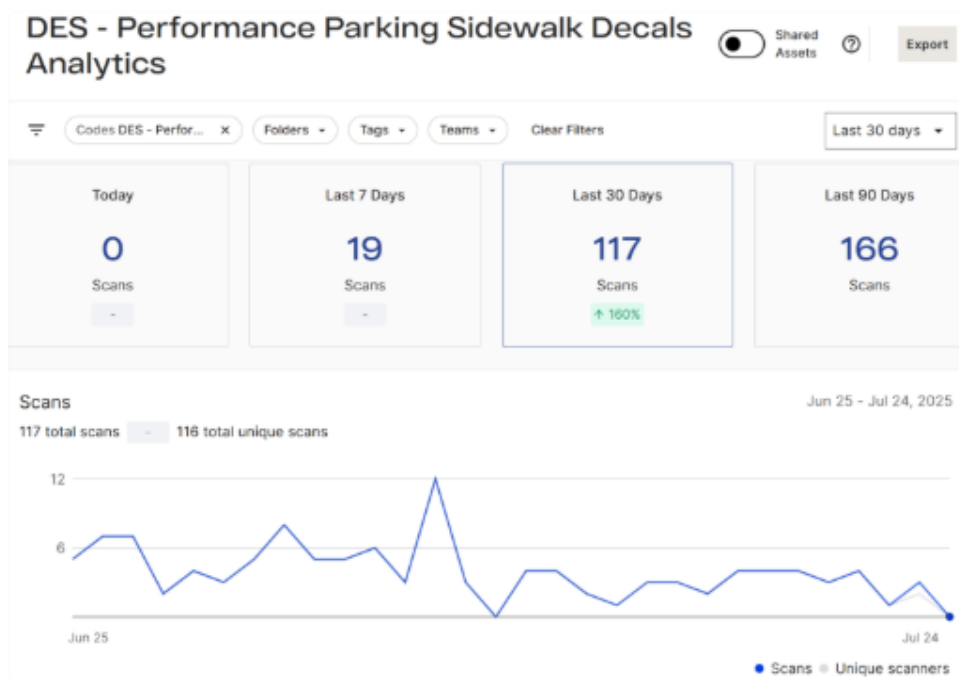 DES - Performance Parking Sidewalk Decals
Analytics
Shared
Assets
?
Export
Codes DES - Perfor... x
Folders
Tags
Teams
Clear Filters
Last 30 days
Today
0
Scans
-
Last 7 Days
19
Scans
-
Last 30 Days
117
Scans
↑ 160%
Last 90 Days
166
Scans
Scans
Jun 25 - Jul 24, 2025
117 total scans - 116 total unique scans
12
6
Jun 25
Jul 24
Scans Unique scanners